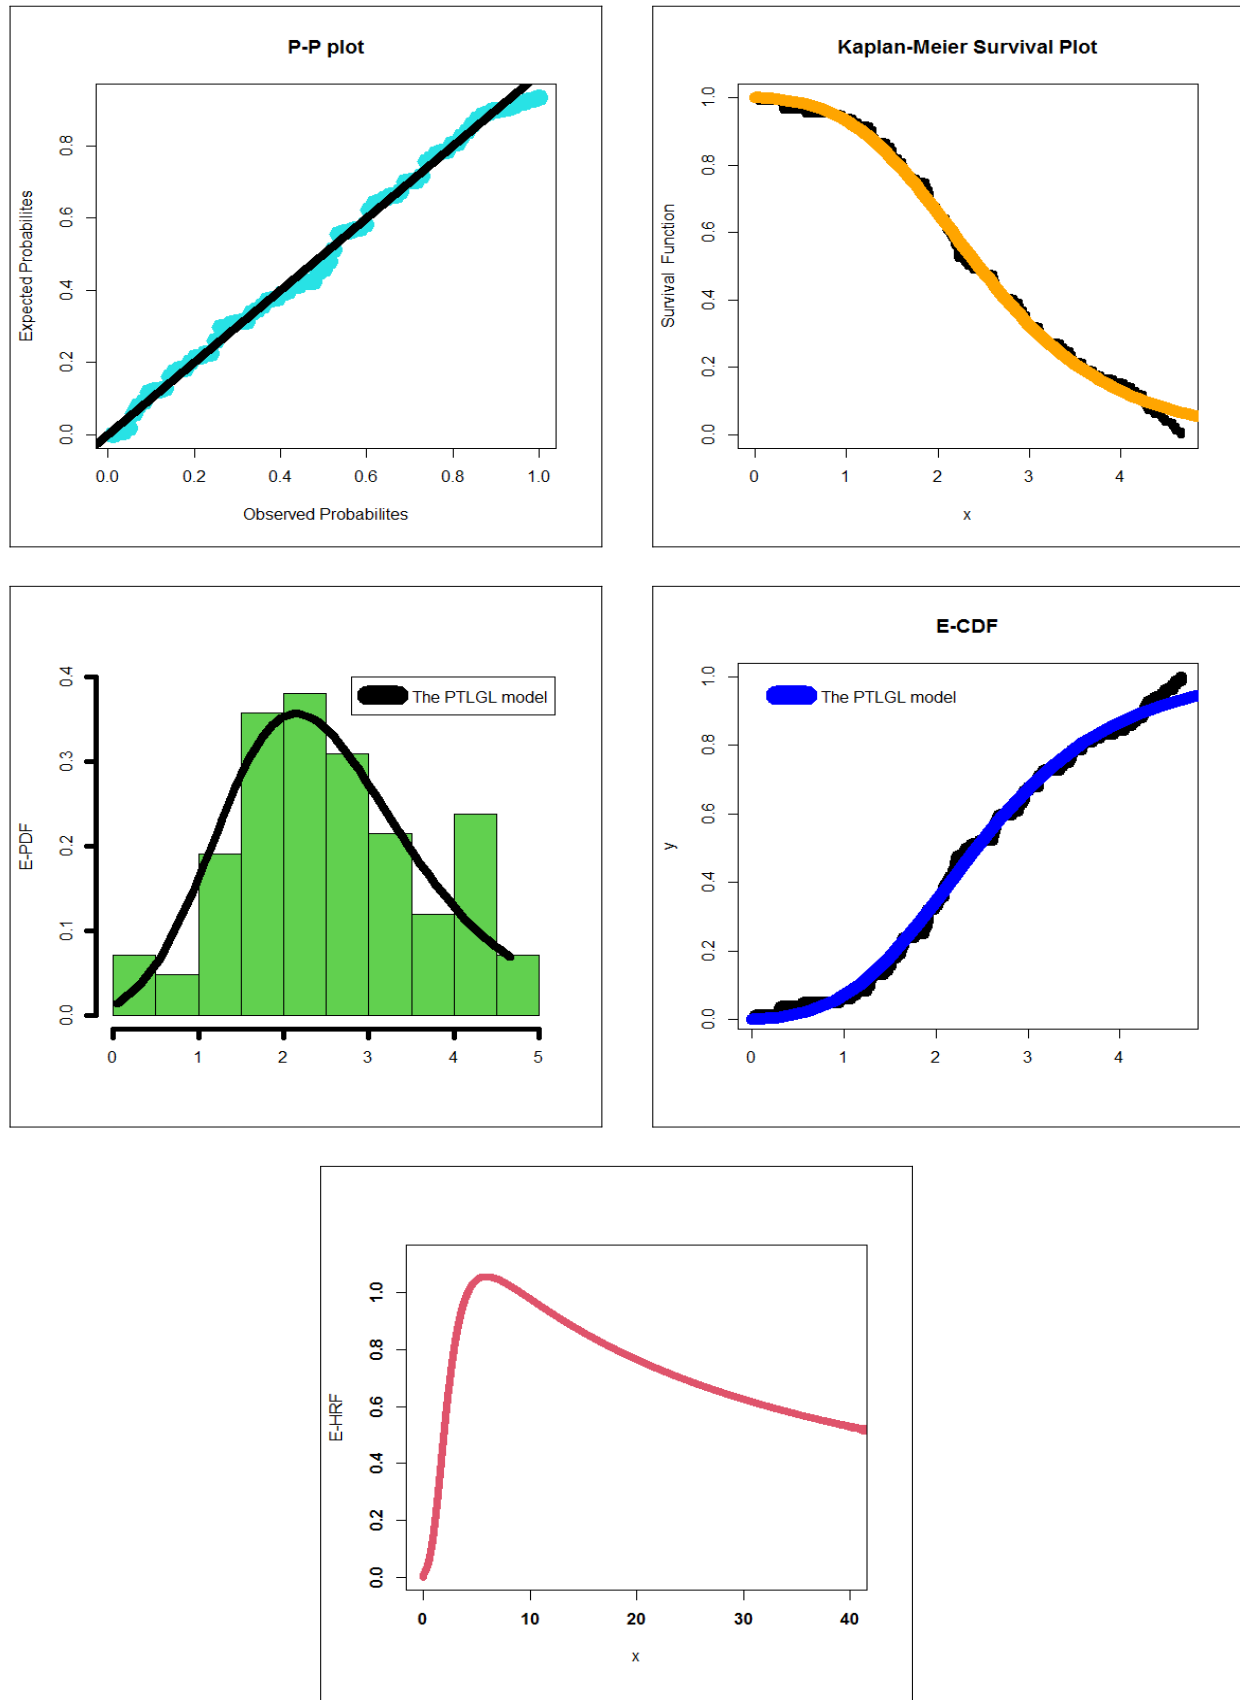 P-P plot
Expected Probabilites
0.0 0.2 0.4 0.6 0.8
0.0 0.2 0.4 0.6 0.8 1.0
Observed Probabilites
Kaplan-Meier Survival Plot
Survival Function
0.0 0.2 0.4 0.6 0.8 1.0
0 1 2 3 4
x
E-PDF
0.0 0.1 0.2 0.3 0.4
The PTLGL model
0 1 2 3 4 5
E-CDF
y
0.0 0.2 0.4 0.6 0.8 1.0
The PTLGL model
0 1 2 3 4
E-HRF
0.0 0.2 0.4 0.6 0.8 1.0
0 10 20 30 40
x